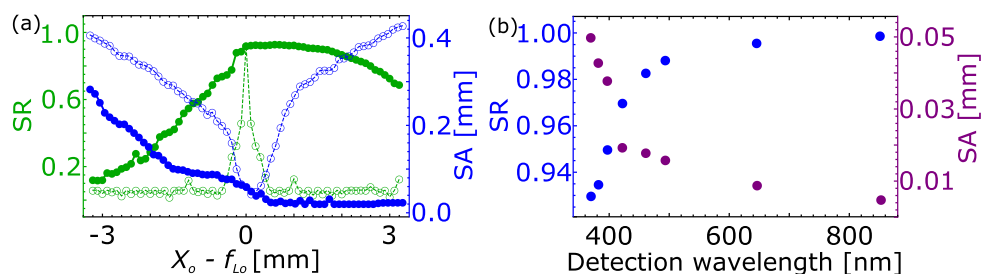 (a)
SR
1.0
0.6
0.2
0.4
0.2
0.0
SA [mm]
-3
0
3
Xo - fLo [mm]
(b)
SR
1.00
0.98
0.96
0.94
0.05
0.03
0.01
SA [mm]
400
600
800
Detection wavelength [nm]